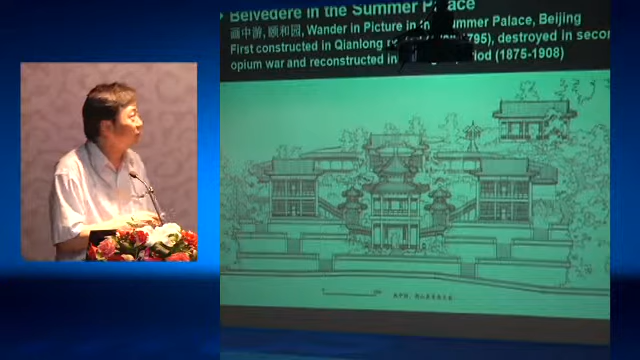 Belvedere in the Summer Palace
画中游, 颐和园, Wander in Picture in Summer Palace, Beijing
First constructed in Qianlong 1795), destroyed in secon
opium war and reconstructed in (1875-1908)